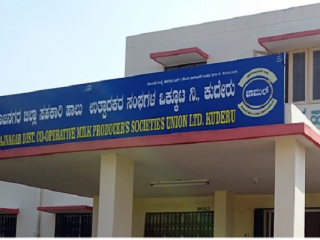 ಜನಗರ ಜಿಲ್ಲಾ ಸಹಕಾರಿ ಹಾಲು ಉತ್ಪಾದಕರ ಸಂಘಗಳ ಒಕ್ಕೂಟ ನಿ., ಕುದೇರು
AJNAGAR DIST. CO-OPERATIVE MILK PRODUCER'S SOCIETIES UNION LTD. KUDERU
ಚಾಮುಲ್